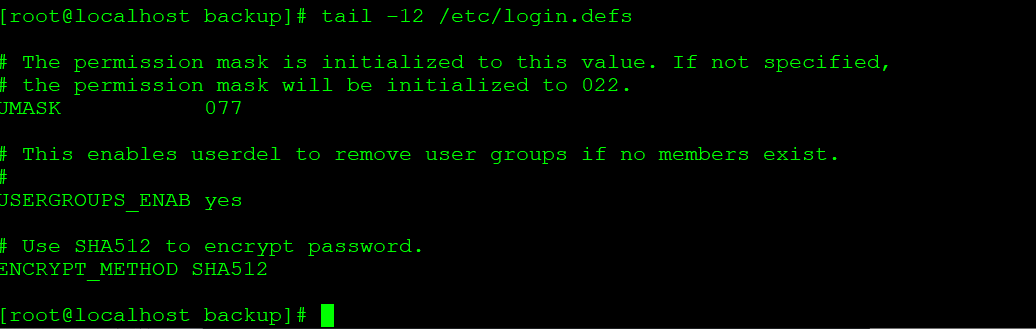 [root@localhost backup]# tail -12 /etc/login.defs
# The permission mask is initialized to this value. If not specified,
# the permission mask will be initialized to 022.
UMASK 077
# This enables userdel to remove user groups if no members exist.
#
USERGROUPS_ENAB yes
# Use SHA512 to encrypt password.
ENCRYPT_METHOD SHA512
[root@localhost backup]#